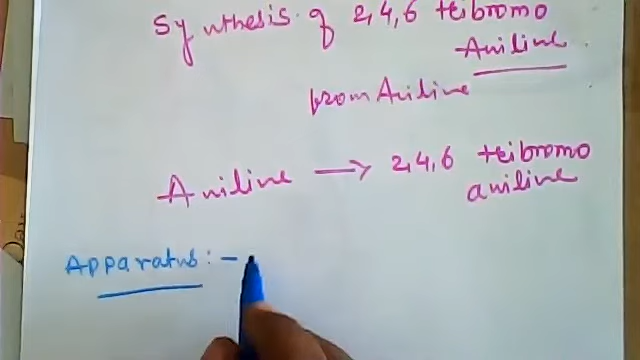 Synthesis of 2,4,6 tribromo
Aniline
from Aniline
Aniline → 2,4,6 tribromo
aniline
Apparatus:-